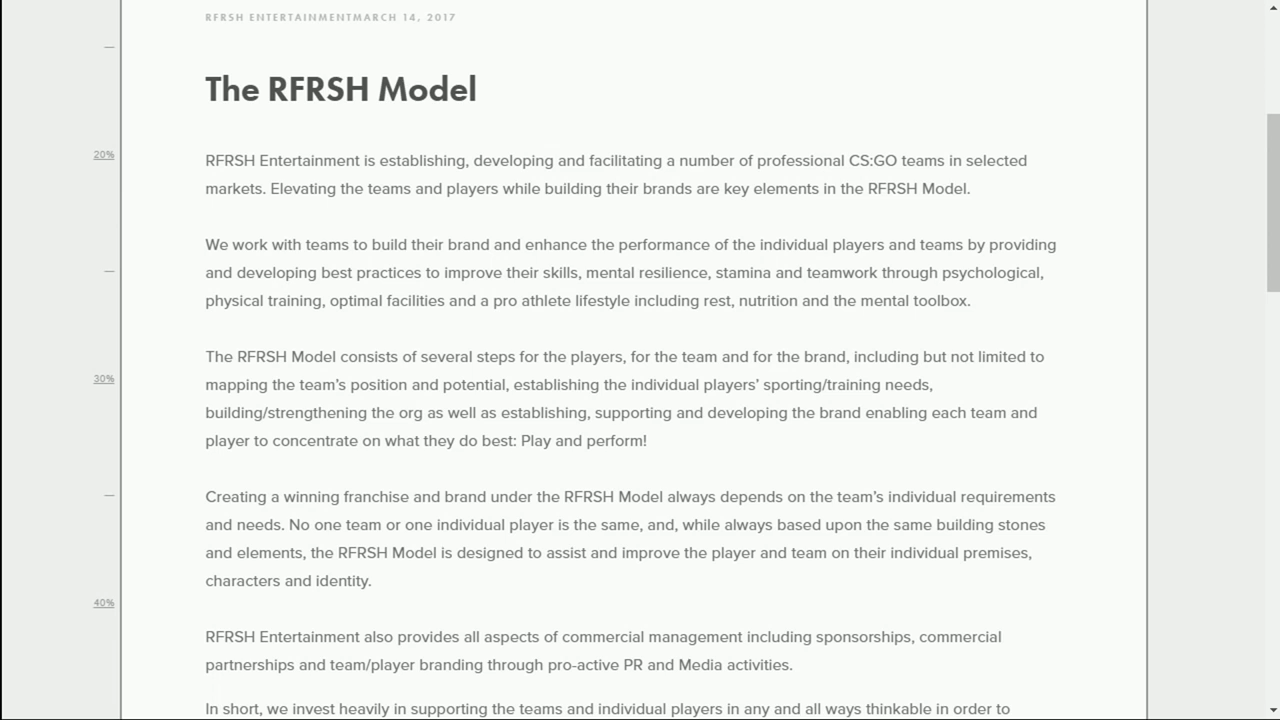 RFRSH ENTERTAINMENTMARCH 14, 2017
The RFRSH Model
20%
RFRSH Entertainment is establishing, developing and facilitating a number of professional CS:GO teams in selected
markets. Elevating the teams and players while building their brands are key elements in the RFRSH Model.
We work with teams to build their brand and enhance the performance of the individual players and teams by providing
and developing best practices to improve their skills, mental resilience, stamina and teamwork through psychological,
physical training, optimal facilities and a pro athlete lifestyle including rest, nutrition and the mental toolbox.
The RFRSH Model consists of several steps for the players, for the team and for the brand, including but not limited to
30%
mapping the team’s position and potential, establishing the individual players’ sporting/training needs,
building/strengthening the org as well as establishing, supporting and developing the brand enabling each team and
player to concentrate on what they do best: Play and perform!
Creating a winning franchise and brand under the RFRSH Model always depends on the team’s individual requirements
and needs. No one team or one individual player is the same, and, while always based upon the same building stones
and elements, the RFRSH Model is designed to assist and improve the player and team on their individual premises,
characters and identity.
40%
RFRSH Entertainment also provides all aspects of commercial management including sponsorships, commercial
partnerships and team/player branding through pro-active PR and Media activities.
In short, we invest heavily in supporting the teams and individual players in any and all ways thinkable in order to